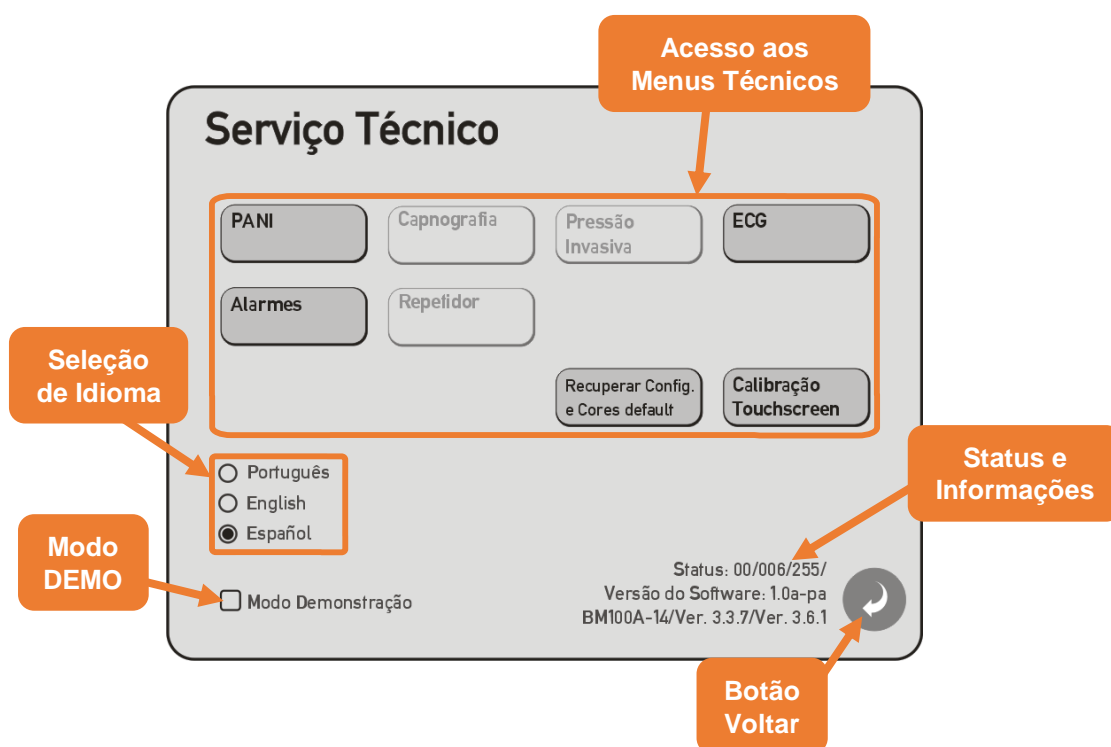 Acesso aos
Menus Técnicos
Serviço Técnico
PANI
Capnografia
Pressão
Invasiva
ECG
Alarmes
Repetidor
Recuperar Config.
e Cores default
Calibração
Touchscreen
Seleção
de Idioma
Português
English
Español
Status e
Informações
Modo
DEMO
Modo Demonstração
Status: 00/006/255/
Versão do Software: 1.0a-pa
BM100A-14/Ver. 3.3.7/Ver. 3.6.1
Botão
Voltar